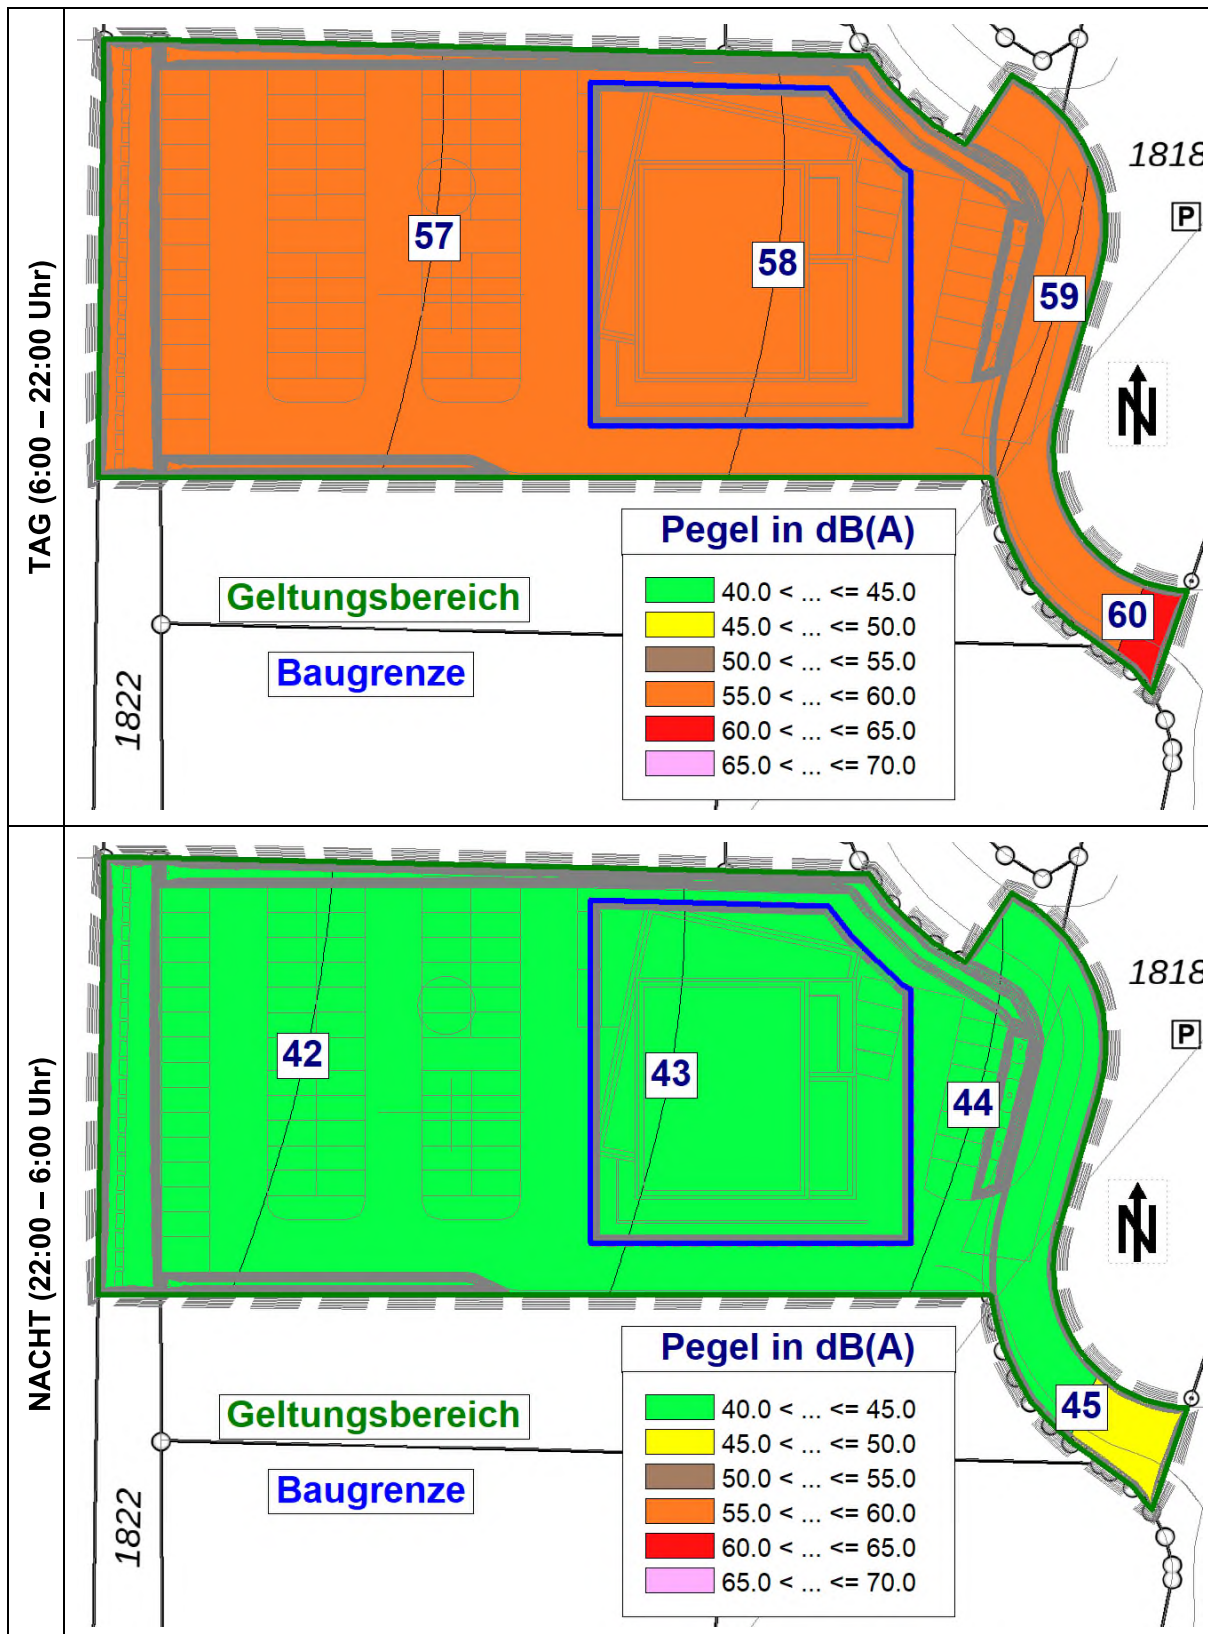 TAG (6:00 – 22:00 Uhr)
1818
P
57
58
59
N
Pegel in dB(A)
40.0 < ... <= 45.0
45.0 < ... <= 50.0
50.0 < ... <= 55.0
55.0 < ... <= 60.0
60.0 < ... <= 65.0
65.0 < ... <= 70.0
Geltungsbereich
Baugrenze
60
1822
NACHT (22:00 – 6:00 Uhr)
1818
P
42
43
44
N
Pegel in dB(A)
40.0 < ... <= 45.0
45.0 < ... <= 50.0
50.0 < ... <= 55.0
55.0 < ... <= 60.0
60.0 < ... <= 65.0
65.0 < ... <= 70.0
Geltungsbereich
Baugrenze
45
1822